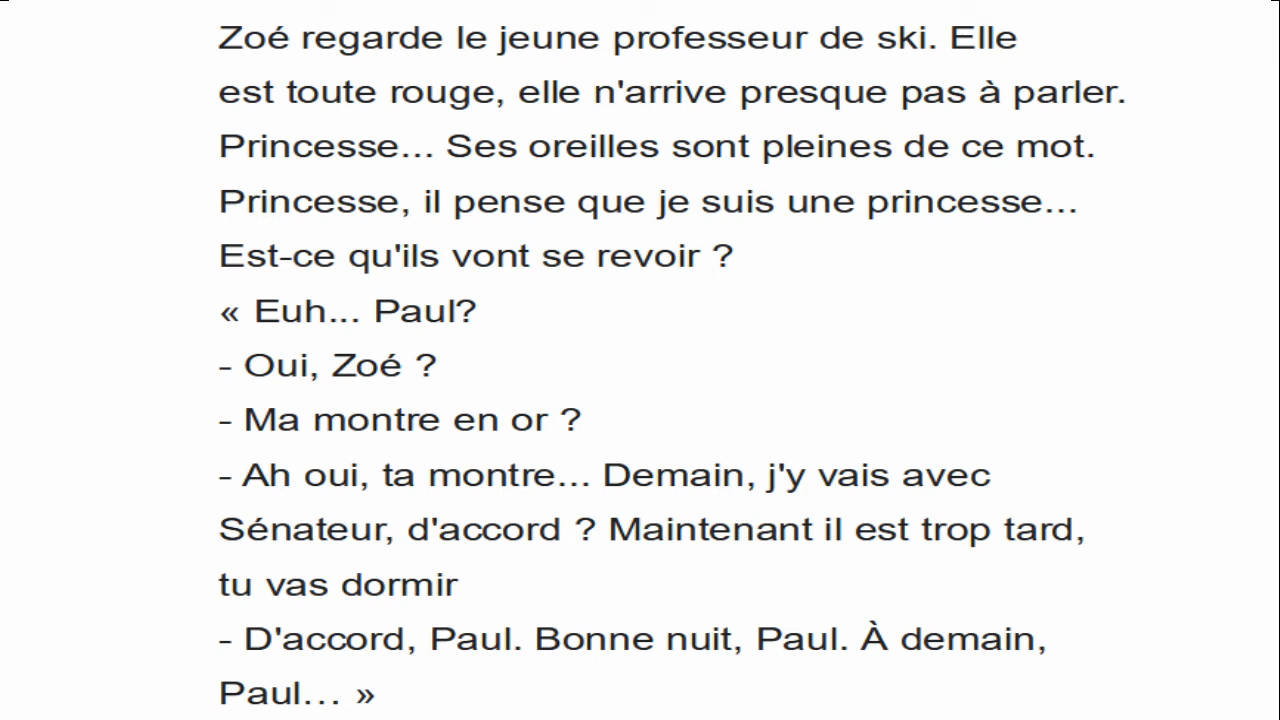 Zoé regarde le jeune professeur de ski. Elle
est toute rouge, elle n'arrive presque pas à parler.
Princesse... Ses oreilles sont pleines de ce mot.
Princesse, il pense que je suis une princesse...
Est-ce qu'ils vont se revoir ?
« Euh... Paul?
- Oui, Zoé ?
- Ma montre en or ?
- Ah oui, ta montre... Demain, j'y vais avec
Sénateur, d'accord ? Maintenant il est trop tard,
tu vas dormir
- D'accord, Paul. Bonne nuit, Paul. À demain,
Paul... »